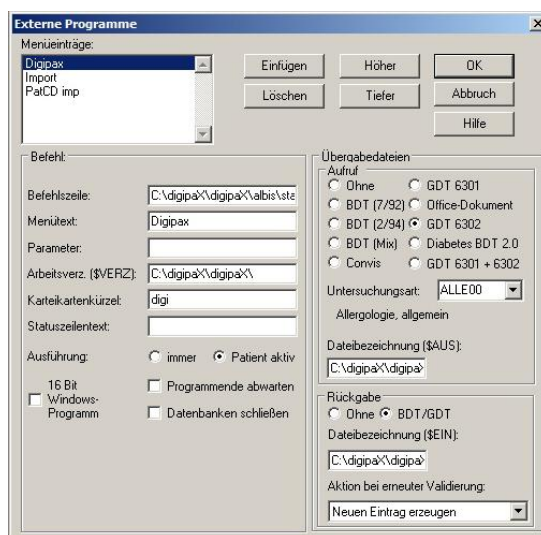 Externe Programme
Menüeinträge:
Digipax
Import
PatCD imp
Einfügen
Höher
OK
Löschen
Tiefer
Abbruch
Hilfe
Befehl:
Befehlszeile: C:\digipaX\digipaX\albis\sta
Menütext: Digipax
Parameter:
Arbeitsverz. ($VERZ): C:\digipaX\digipaX\
Karteikartenkürzel: digi
Statuszeilentext:
Ausführung: immer Patient aktiv
16 Bit Windows-Programm
Programmende abwarten
Datenbanken schließen
Übergabedateien
Aufruf
Ohne GDT 6301
BDT (7/92) Office-Dokument
BDT (2/94) GDT 6302
BDT (Mix) Diabetes BDT 2.0
Convis GDT 6301 + 6302
Untersuchungsart: ALLE00
Allergologie, allgemein
Dateibezeichnung ($AUS):
C:\digipaX\digipaX
Rückgabe
Ohne BDT/GDT
Dateibezeichnung ($EIN):
C:\digipaX\digipaX
Aktion bei erneuter Validierung:
Neuen Eintrag erzeugen